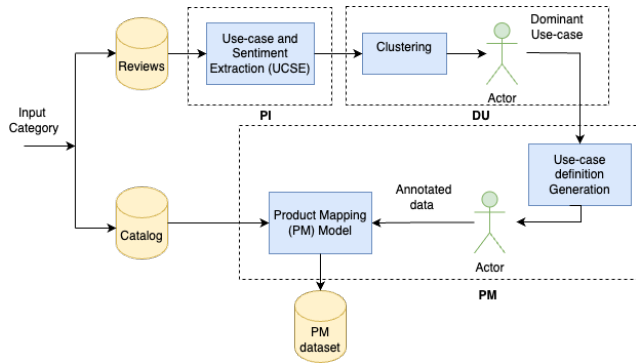 Input
Category
Reviews
Use-case and
Sentiment
Extraction (UCSE)
PI
Clustering
Actor
Dominant
Use-case
DU
Use-case
definition
Generation
Catalog
Product Mapping
(PM) Model
Annotated
data
Actor
PM
PM
dataset